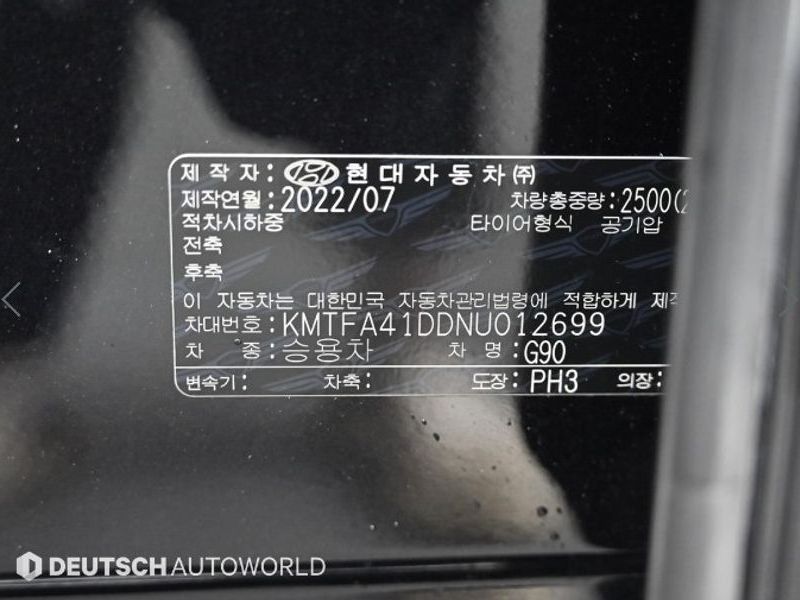 제 작 자 : 현대자동차㈜
제작연월 : 2022/07 차량총중량 : 2500(2
적차시하중 타이어형식 공기압
전축
후축
이 자동차는 대한민국 자동차관리법령에 적합하게 제작
차대번호 : KMTFA41DDNU012699
차 종 : 승용차 차 명 : G90
변속기 : 차축 : 도장 : PH3 의장 :
DEUTSCH AUTOWORLD